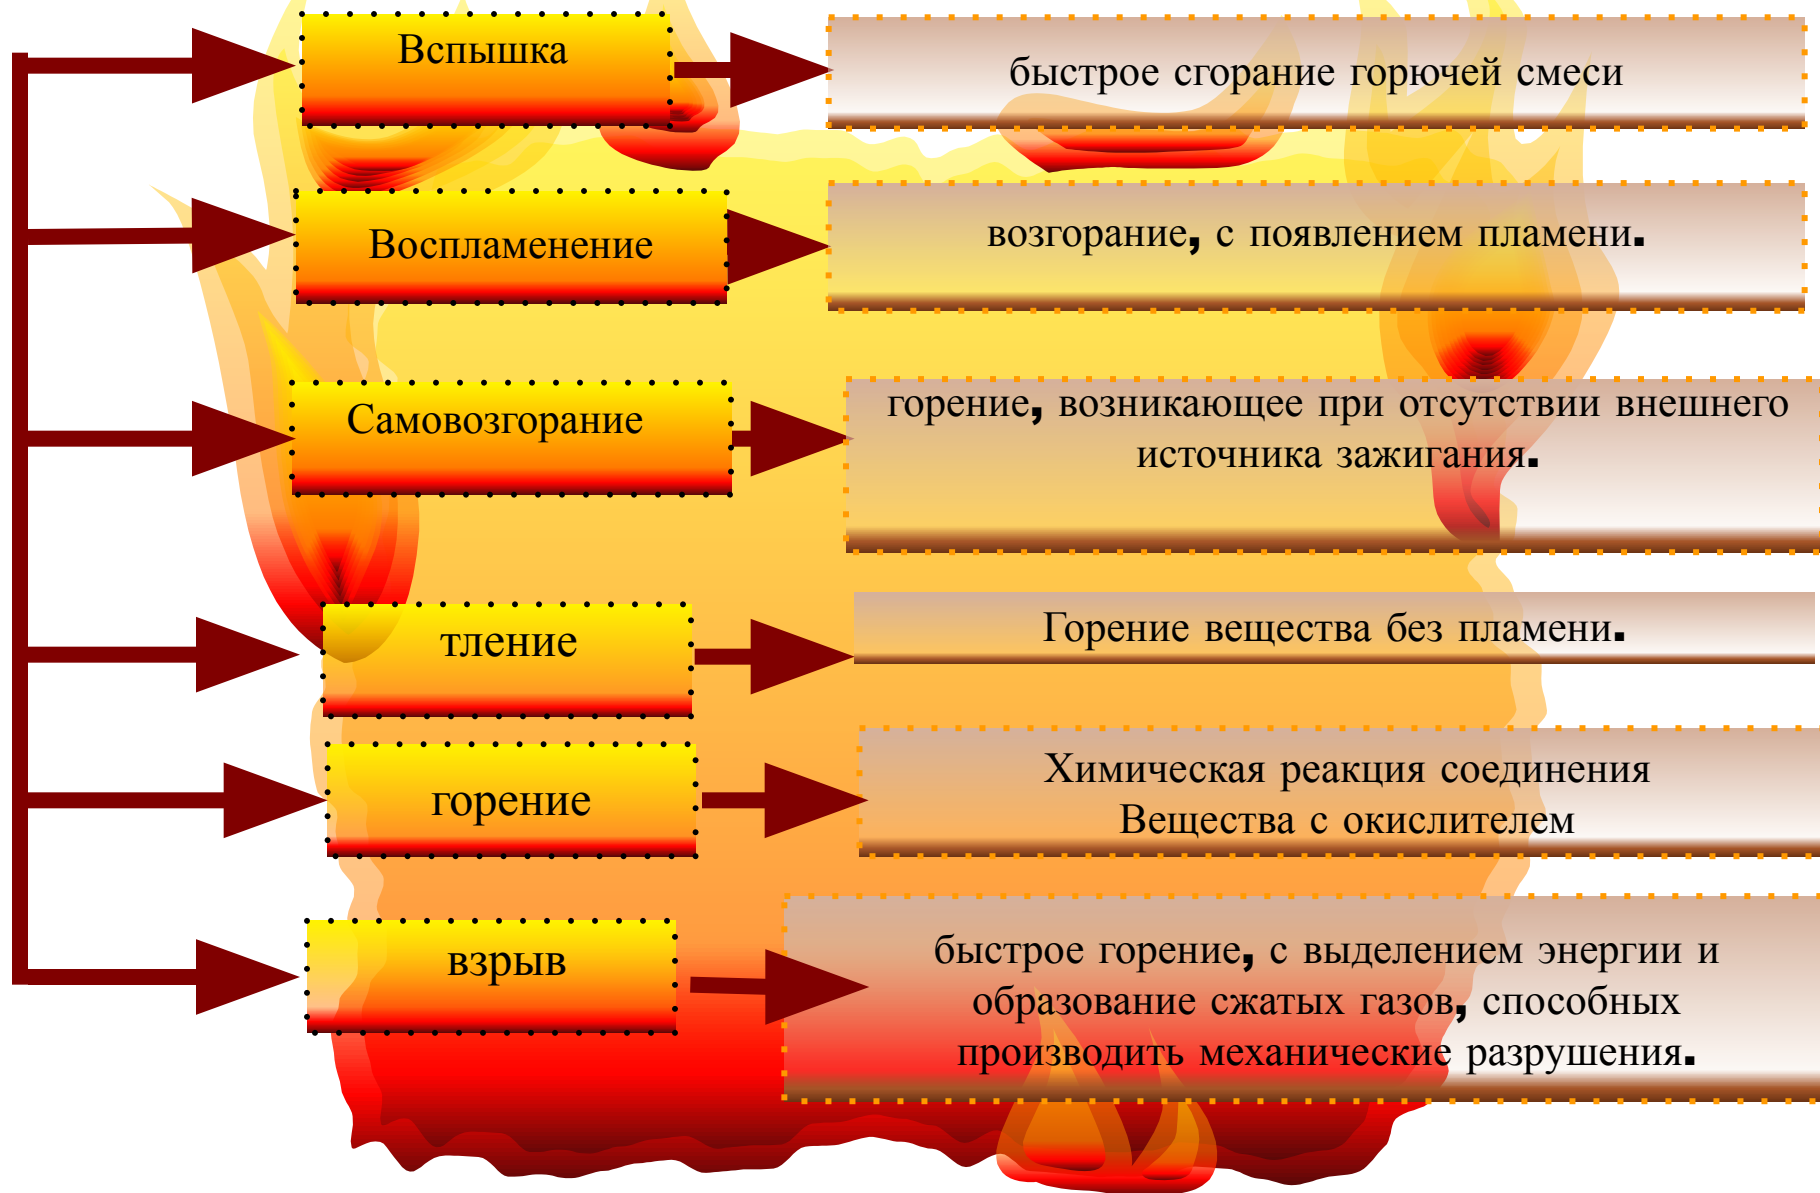 Вспышка
быстрое сгорание горючей смеси
Воспламенение
возгорание, с появлением пламени.
Самовозгорание
горение, возникающее при отсутствии внешнего
источника зажигания.
тление
Горение вещества без пламени.
горение
Химическая реакция соединения
Вещества с окислителем
взрыв
быстрое горение, с выделением энергии и
образование сжатых газов, способных
производить механические разрушения.